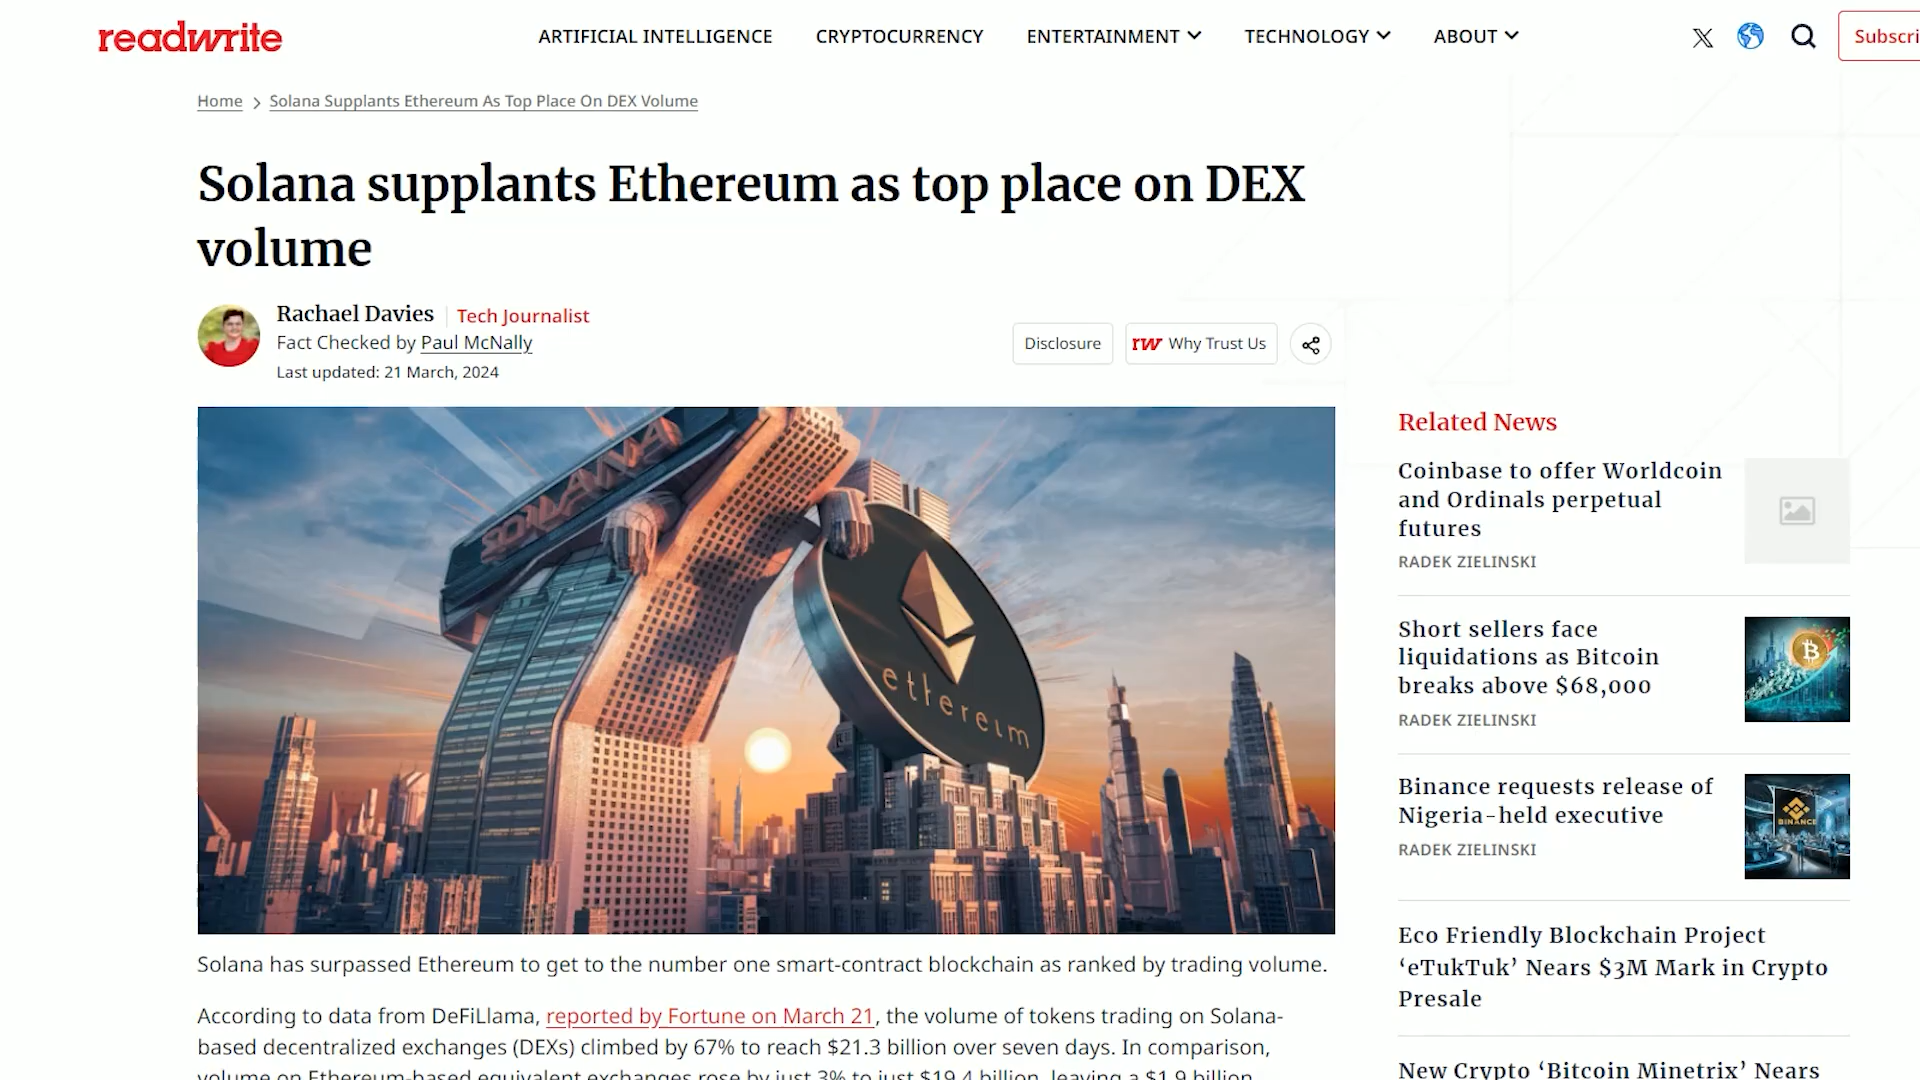 readwrite
ARTIFICIAL INTELLIGENCE
CRYPTOCURRENCY
ENTERTAINMENT
TECHNOLOGY
ABOUT
Subscri
Home
Solana Supplants Ethereum As Top Place On DEX Volume
Solana supplants Ethereum as top place on DEX
volume
Rachael Davies
Tech Journalist
Fact Checked by Paul McNally
Last updated: 21 March, 2024
Disclosure
rw Why Trust Us
SOLANA
ethereum
Solana has surpassed Ethereum to get to the number one smart-contract blockchain as ranked by trading volume.
According to data from DeFiLlama, reported by Fortune on March 21, the volume of tokens trading on Solana-
based decentralized exchanges (DEXs) climbed by 67% to reach $21.3 billion over seven days. In comparison,
volume on Ethereum-based equivalent exchanges rose by just 3% to just $19.4 billion, leaving a $1.9 billion
Related News
Coinbase to offer Worldcoin
and Ordinals perpetual
futures
RADEK ZIELINSKI
Short sellers face
liquidations as Bitcoin
breaks above $68,000
RADEK ZIELINSKI
Binance requests release of
Nigeria-held executive
RADEK ZIELINSKI
BINANCE
Eco Friendly Blockchain Project
‘eTukTuk’ Nears $3M Mark in Crypto
Presale
New Crypto ‘Bitcoin Minetrix’ Nears